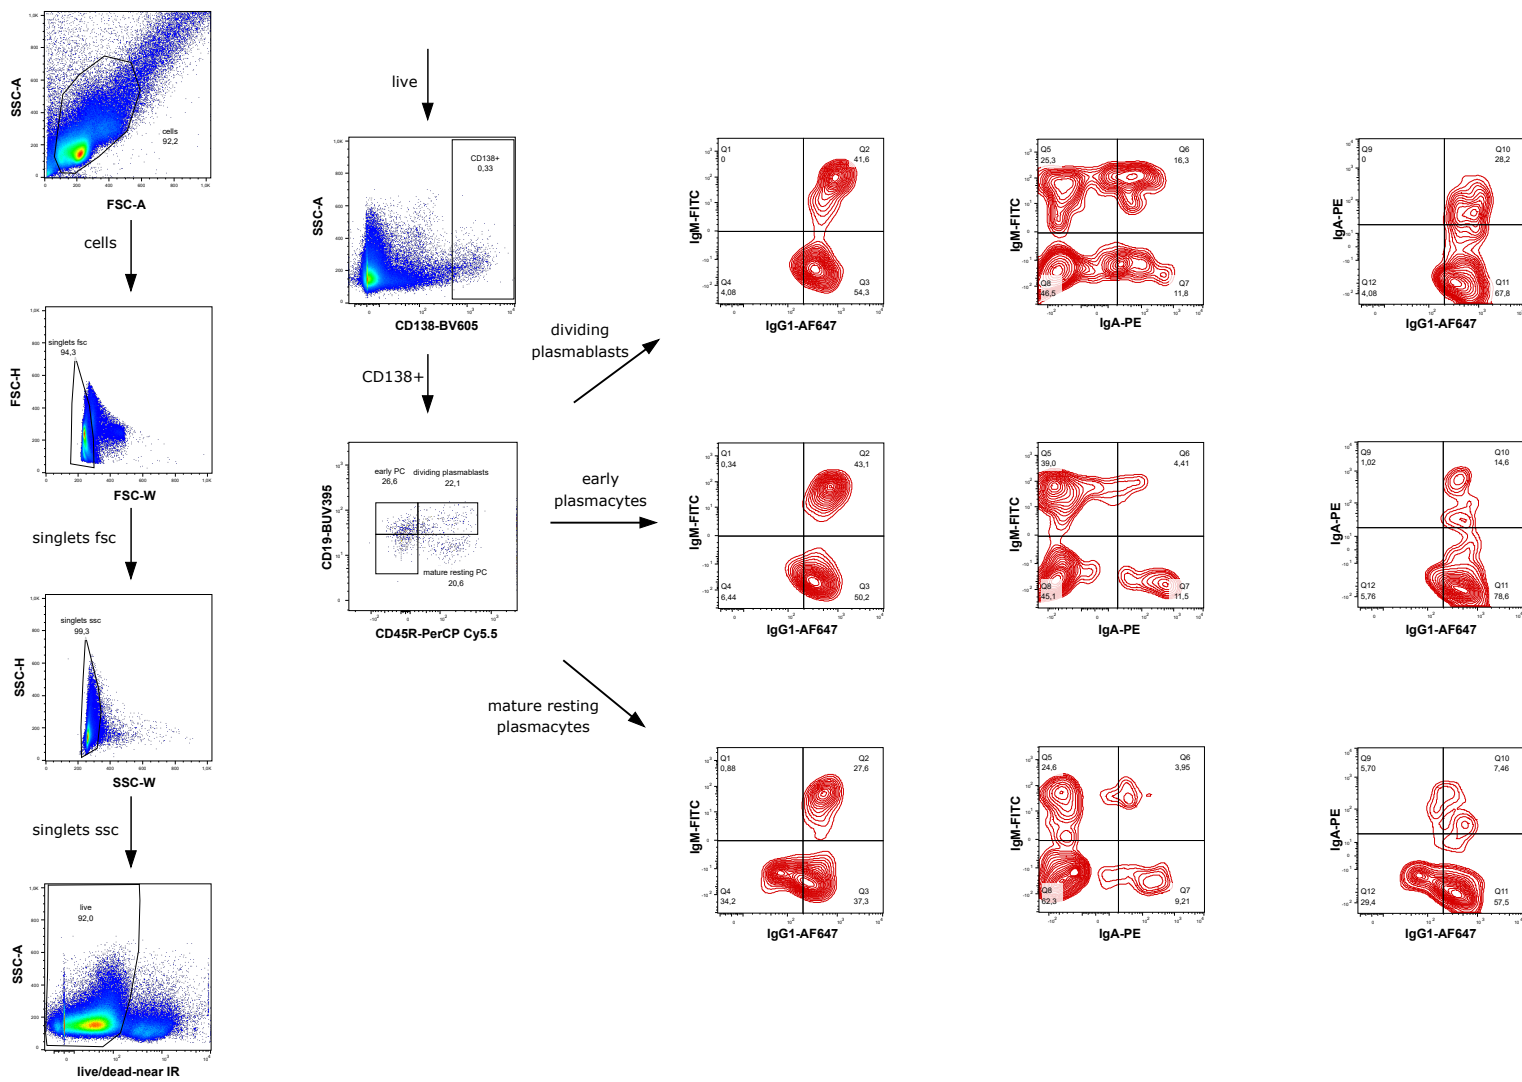 SSC-A
cells
92,2
FSC-A
cells
FSC-H
singlets fsc
94,3
FSC-W
singlets fsc
SSC-H
singlets ssc
99,3
SSC-W
singlets ssc
SSC-A
live
92,0
live/dead-near IR
live
SSC-A
CD138+
0,33
CD138-BV605
CD138+
CD19-BUV395
early PC
26,6
dividing plasmablasts
22,1
mature resting PC
20,6
CD45R-PerCP Cy5.5
dividing
plasmablasts
early
plasmacytes
mature resting
plasmacytes
IgM-FITC
Q1
0
Q2
41,6
Q4
4,08
Q3
54,3
IgG1-AF647
IgM-FITC
Q5
25,3
Q6
16,3
Q8
46,5
Q7
11,8
IgA-PE
IgA-PE
Q9
0
Q10
28,2
Q12
4,08
Q11
67,8
IgG1-AF647
IgM-FITC
Q1
0,34
Q2
43,1
Q4
6,44
Q3
50,2
IgG1-AF647
IgM-FITC
Q5
39,0
Q6
4,41
Q8
45,1
Q7
11,5
IgA-PE
IgA-PE
Q9
1,02
Q10
14,6
Q12
5,76
Q11
78,6
IgG1-AF647
IgM-FITC
Q1
0,88
Q2
27,6
Q4
34,2
Q3
37,3
IgG1-AF647
IgM-FITC
Q5
24,6
Q6
3,95
Q8
62,3
Q7
9,21
IgA-PE
IgA-PE
Q9
5,70
Q10
7,46
Q12
29,4
Q11
57,5
IgG1-AF647